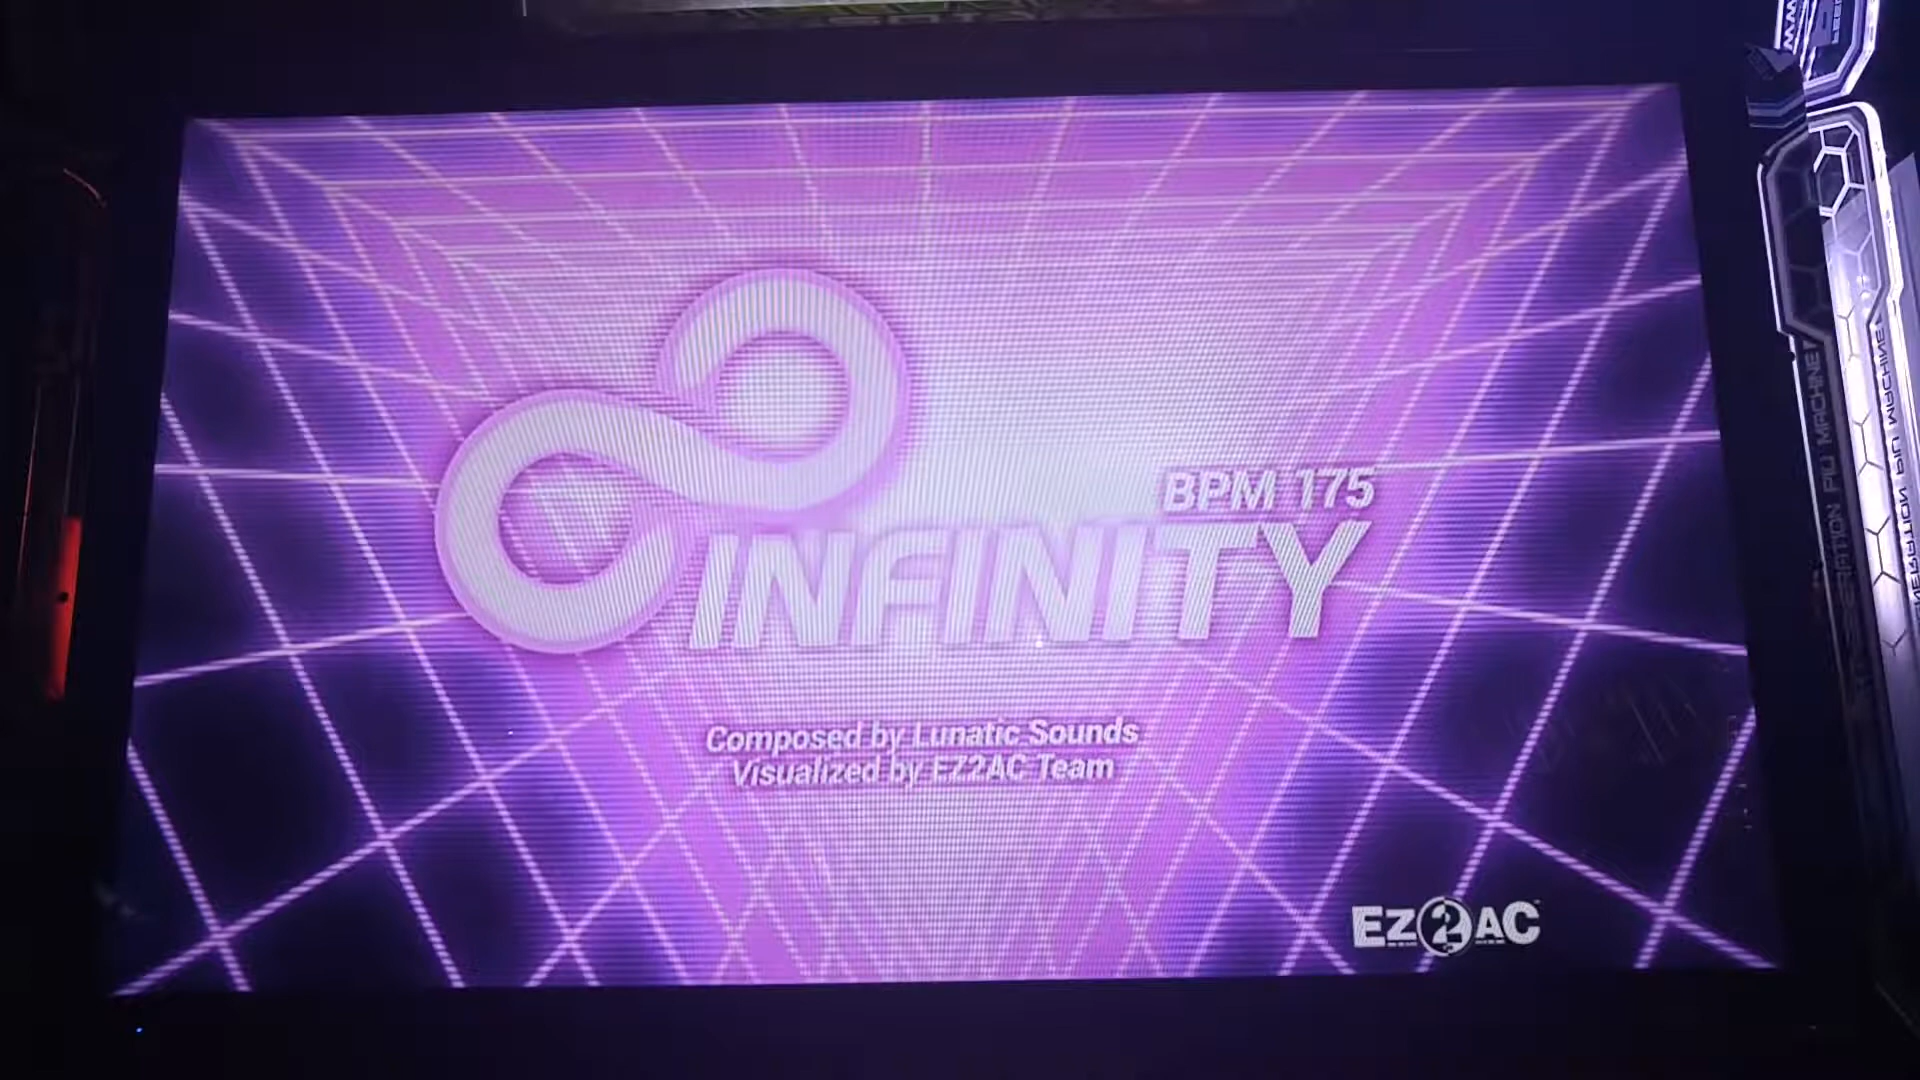 BPM 175
INFINITY
Composed by Lunatic Sounds
Visualized by EZ2AC Team
EZ2AC